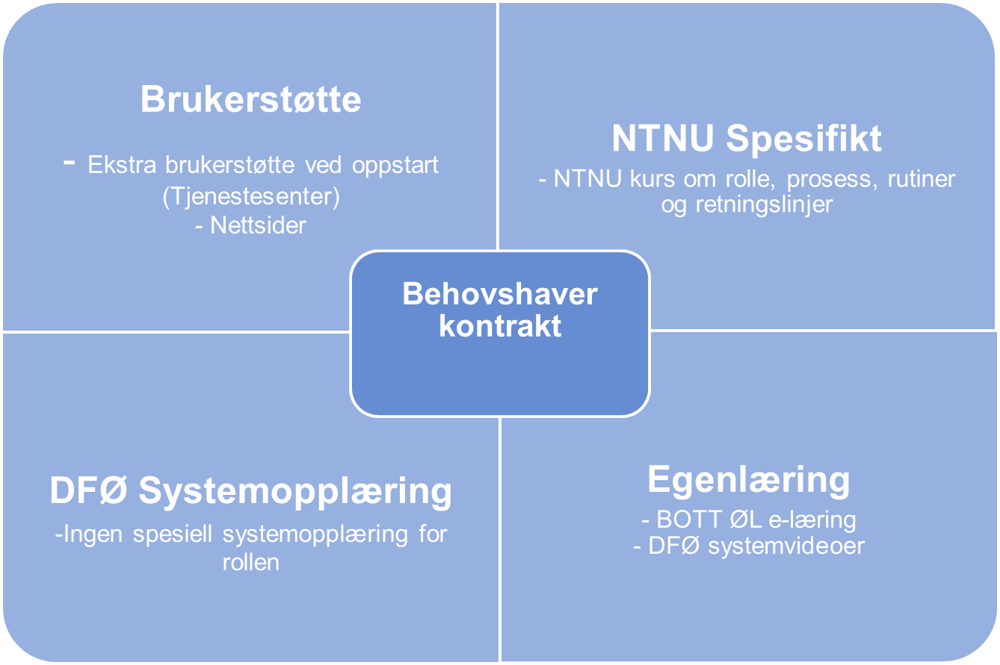 Brukerstøtte
- Ekstra brukerstøtte ved oppstart
(Tjenestesenter)
- Nettsider
NTNU Spesifikt
- NTNU kurs om rolle, prosess, rutiner
og retningslinjer
Behovshaver
kontrakt
DFØ Systemopplæring
-Ingen spesiell systemopplæring for
rollen
Egenlæring
- BOTT ØL e-læring
- DFØ systemvideoer